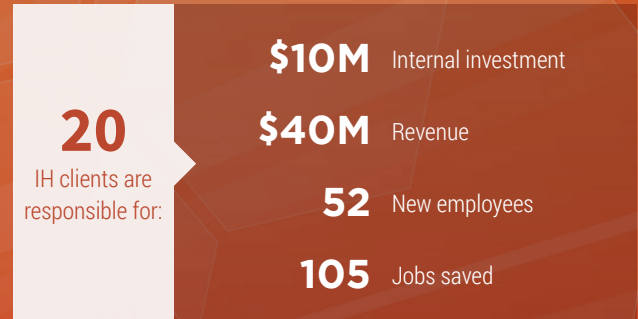 20
IH clients are
responsible for:
$10M Internal investment
$40M Revenue
52 New employees
105 Jobs saved